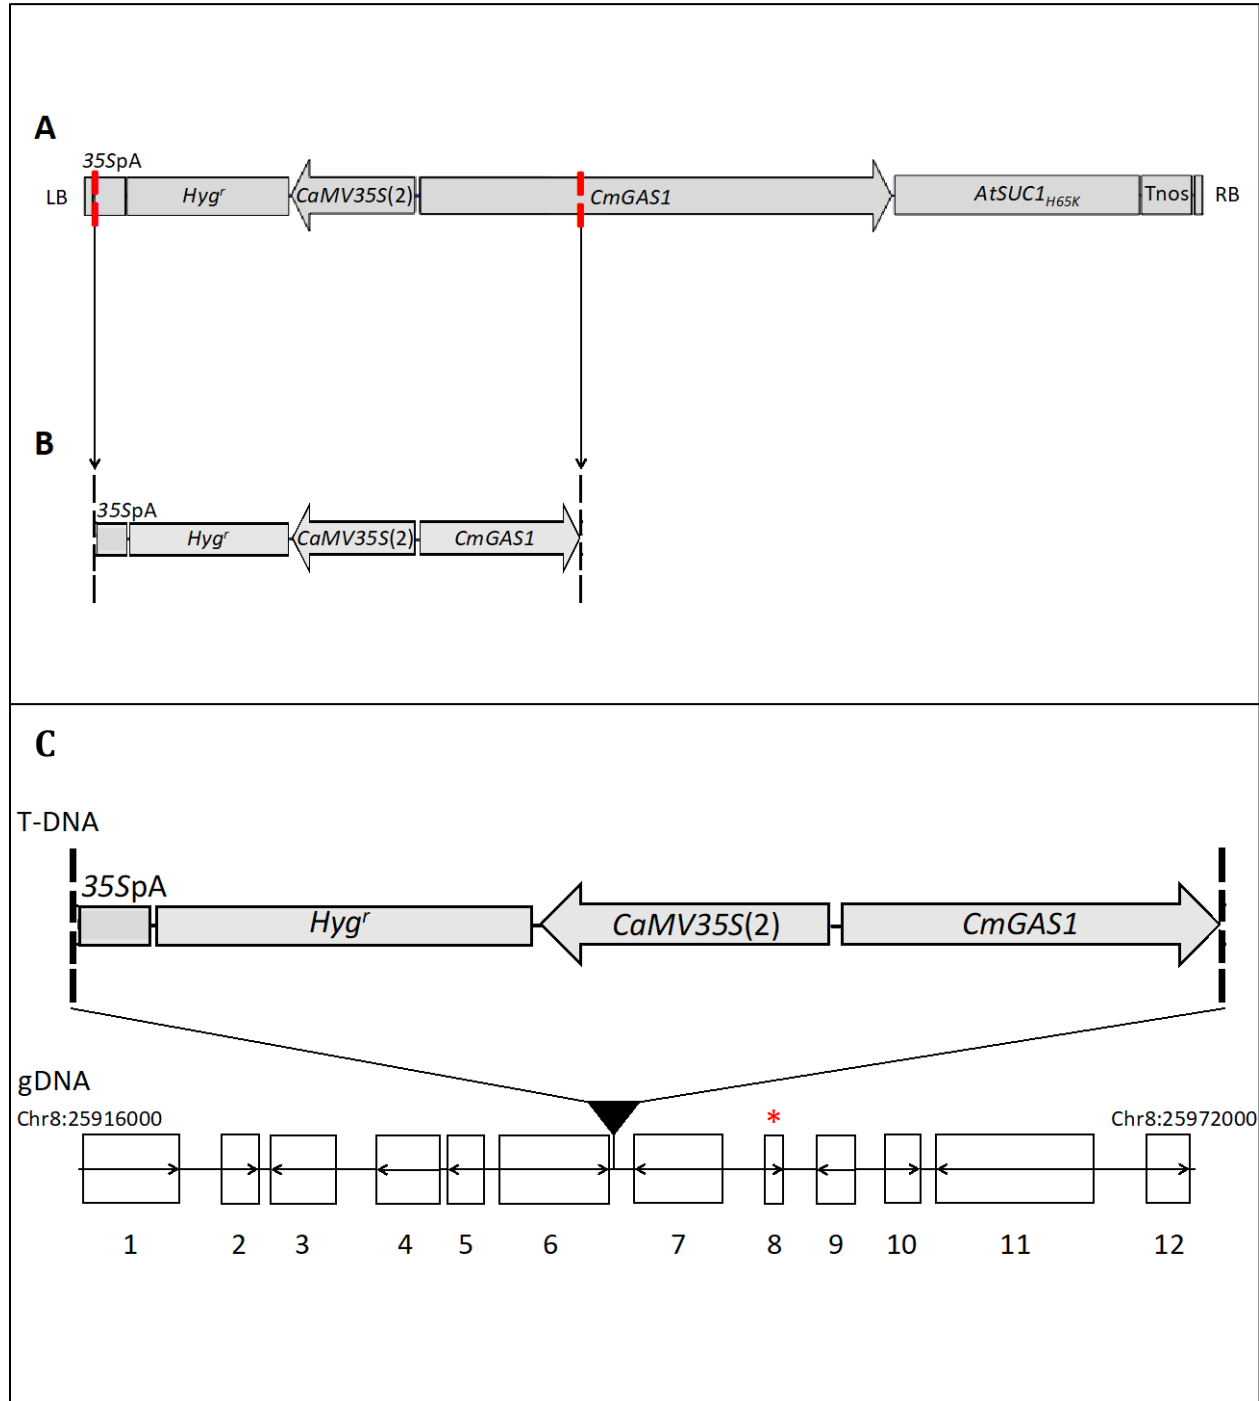 A
35SpA
LB Hygʳ CaMV35S(2) CmGAS1 AtSUC1H65K Tnos RB
B
35SpA
Hygʳ CaMV35S(2) CmGAS1
C
T-DNA
35SpA
Hygʳ CaMV35S(2) CmGAS1
gDNA
Chr8:25916000 * Chr8:25972000
1 2 3 4 5 6 7 8 9 10 11 12